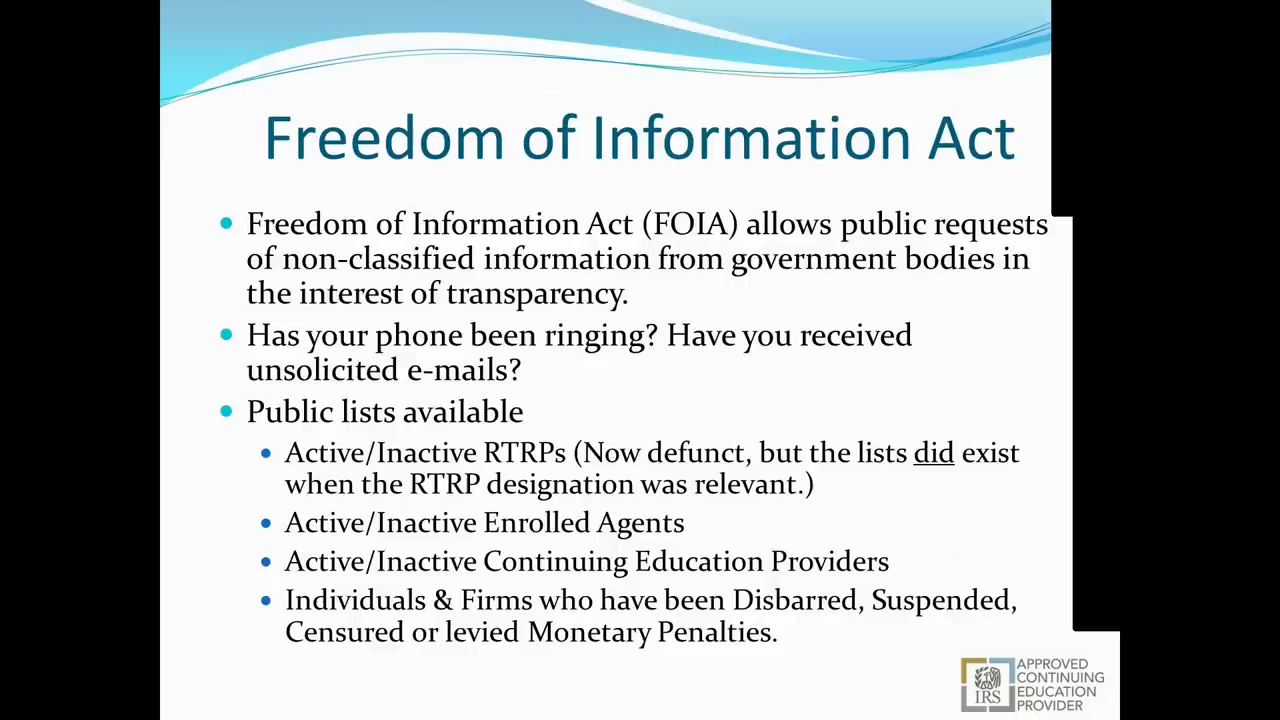 Freedom of Information Act
• Freedom of Information Act (FOIA) allows public requests
of non-classified information from government bodies in
the interest of transparency.
• Has your phone been ringing? Have you received
unsolicited e-mails?
• Public lists available
• Active/Inactive RTRPs (Now defunct, but the lists did exist
when the RTRP designation was relevant.)
• Active/Inactive Enrolled Agents
• Active/Inactive Continuing Education Providers
• Individuals & Firms who have been Disbarred, Suspended,
Censured or levied Monetary Penalties.
IRS
APPROVED
CONTINUING
EDUCATION
PROVIDER